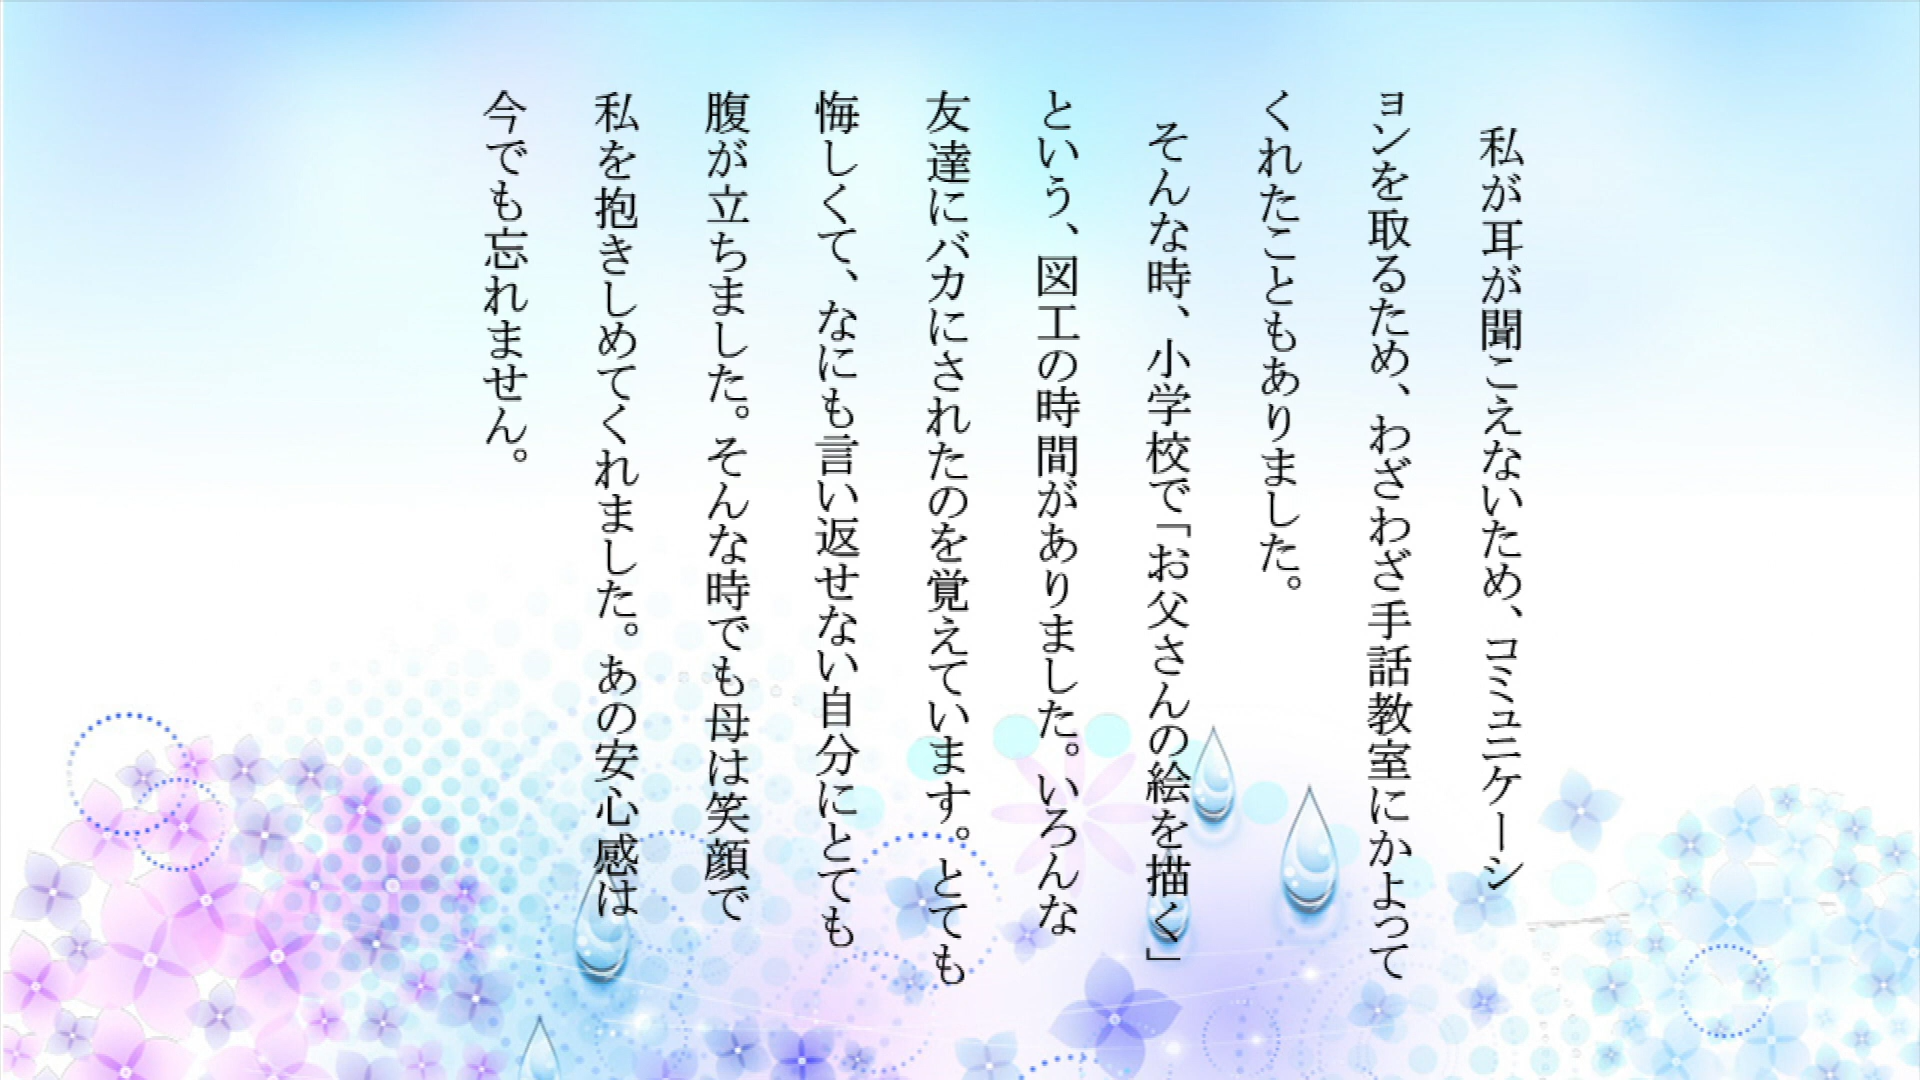 私が耳が聞こえないため、コミュニケーシ
ョンを取るため、わざわざ手話教室にかよって
くれたこともありました。
そんな時、小学校で「お父さんの絵を描く」
という、図工の時間がありました。いろんな
友達にバカにされたのを覚えています。とても
悔しくて、なにも言い返せない自分にとても
腹が立ちました。そんな時でも母は笑顔で
私を抱きしめてくれました。あの安心感は
今でも忘れません。